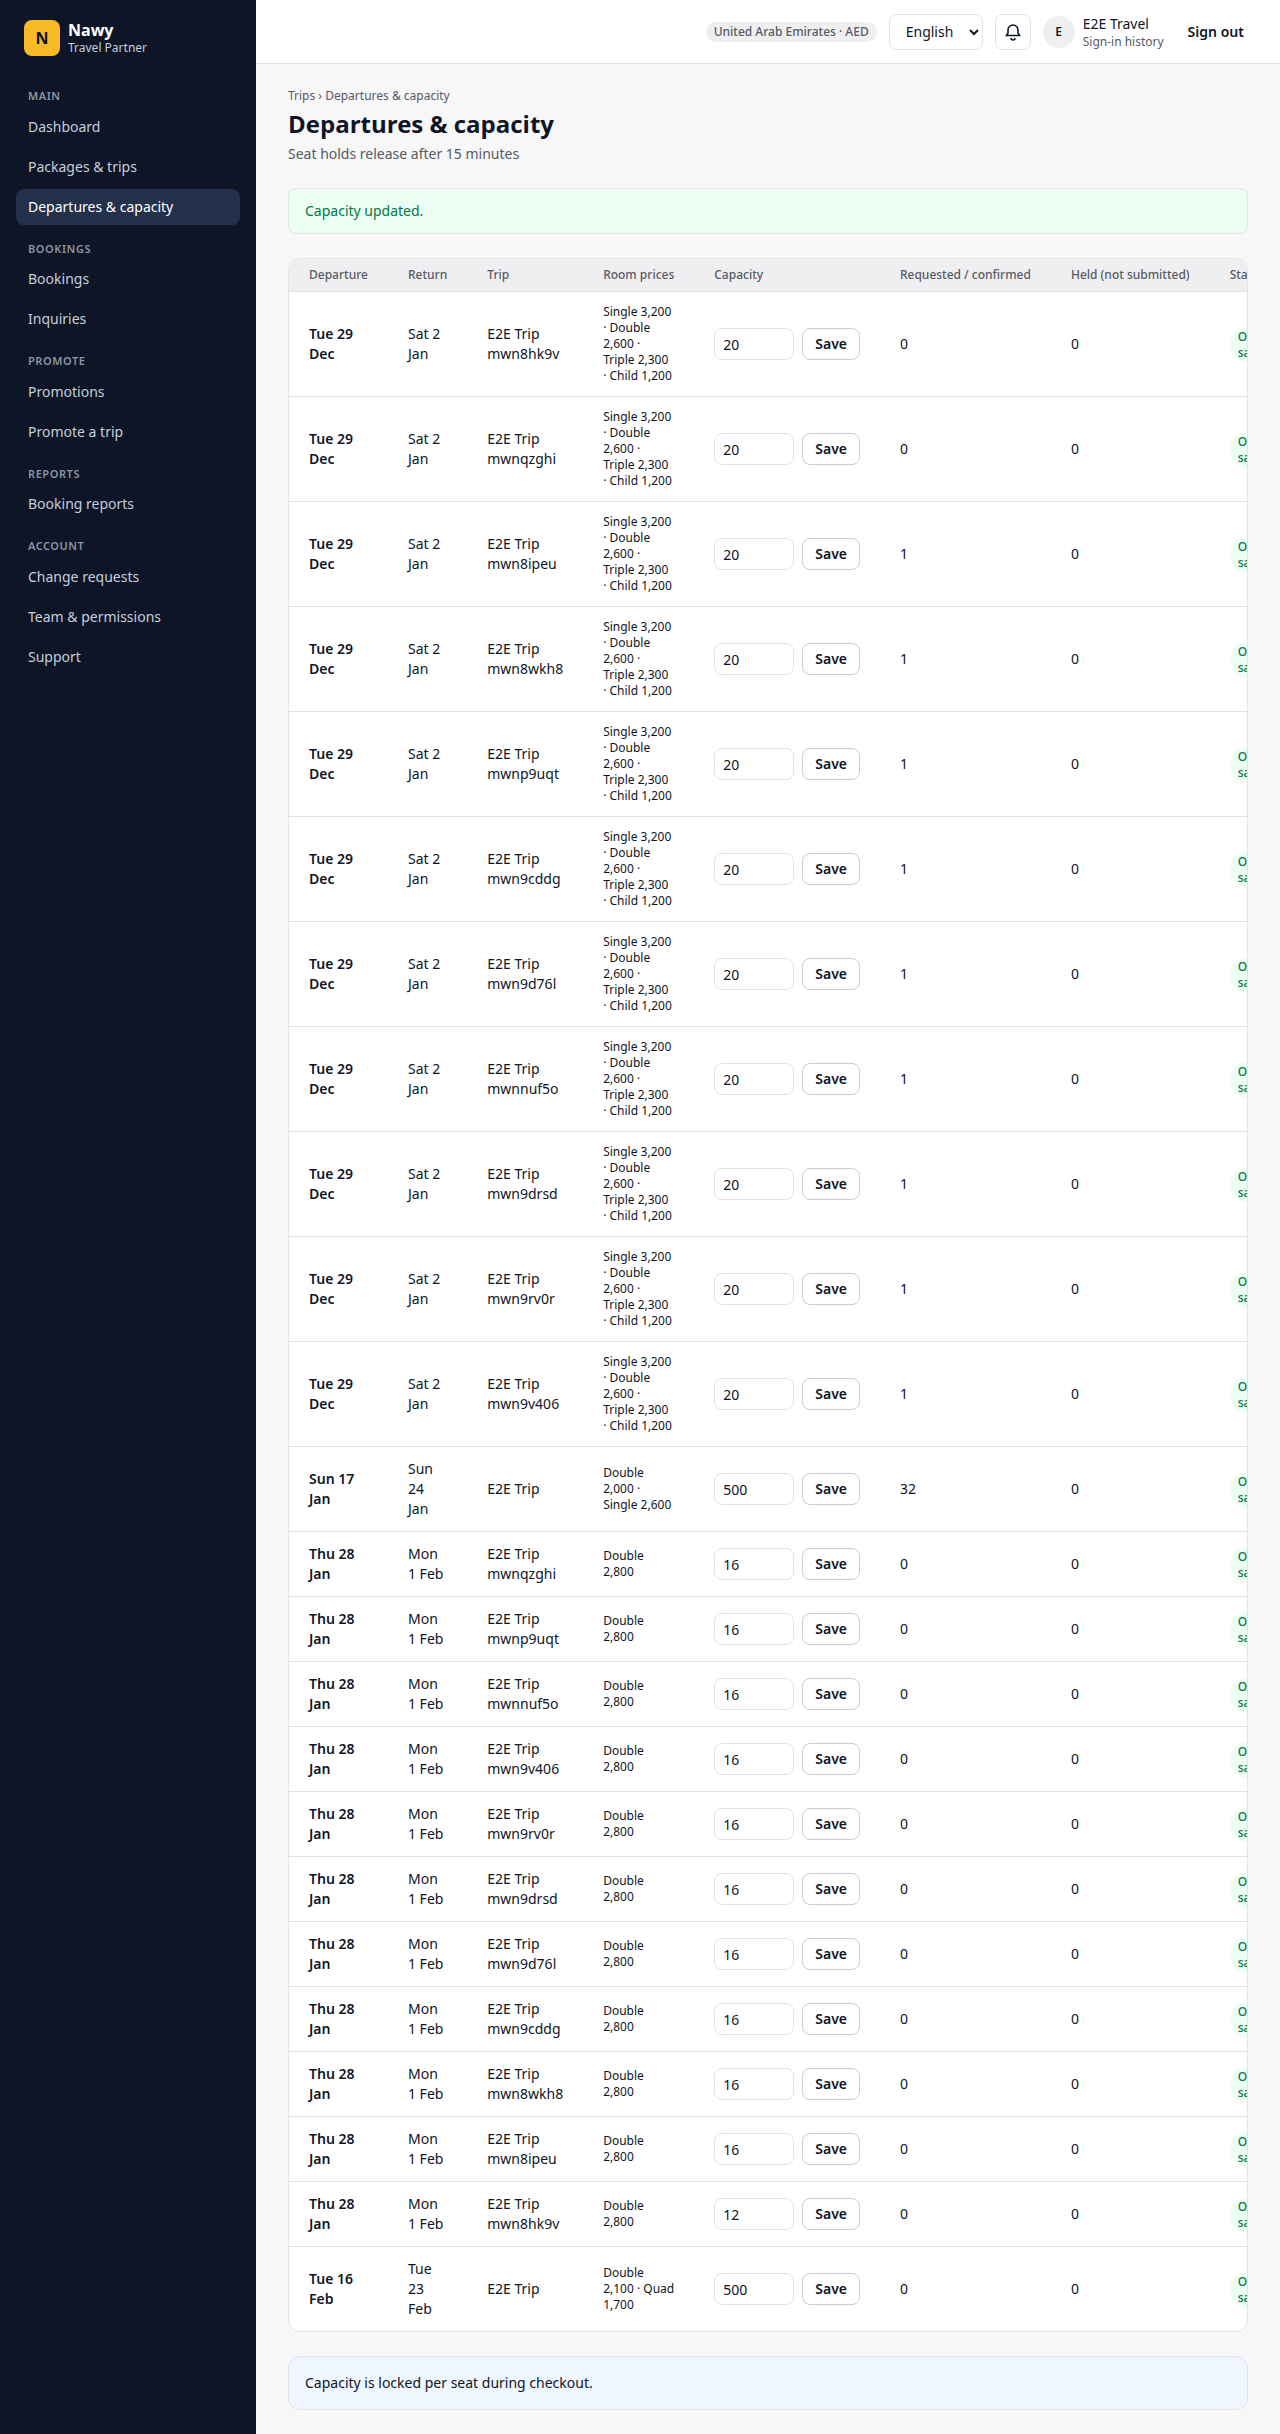 N
Nawy
Travel Partner
MAIN
Dashboard
Packages & trips
Departures & capacity
BOOKINGS
Bookings
Inquiries
PROMOTE
Promotions
Promote a trip
REPORTS
Booking reports
ACCOUNT
Change requests
Team & permissions
Support
United Arab Emirates · AED
English
E
E2E Travel
Sign-in history
Sign out
Trips › Departures & capacity
Departures & capacity
Seat holds release after 15 minutes
Capacity updated.
Departure Return Trip Room prices Capacity Requested / confirmed Held (not submitted)
Tue 29 Dec Sat 2 Jan E2E Trip mwn8hk9v Single 3,200 · Double 2,600 · Triple 2,300 · Child 1,200 20 Save 0 0
Tue 29 Dec Sat 2 Jan E2E Trip mwnqzghi Single 3,200 · Double 2,600 · Triple 2,300 · Child 1,200 20 Save 0 0
Tue 29 Dec Sat 2 Jan E2E Trip mwn8ipeu Single 3,200 · Double 2,600 · Triple 2,300 · Child 1,200 20 Save 1 0
Tue 29 Dec Sat 2 Jan E2E Trip mwn8wkh8 Single 3,200 · Double 2,600 · Triple 2,300 · Child 1,200 20 Save 1 0
Tue 29 Dec Sat 2 Jan E2E Trip mwnp9uqt Single 3,200 · Double 2,600 · Triple 2,300 · Child 1,200 20 Save 1 0
Tue 29 Dec Sat 2 Jan E2E Trip mwn9cddg Single 3,200 · Double 2,600 · Triple 2,300 · Child 1,200 20 Save 1 0
Tue 29 Dec Sat 2 Jan E2E Trip mwn9d76l Single 3,200 · Double 2,600 · Triple 2,300 · Child 1,200 20 Save 1 0
Tue 29 Dec Sat 2 Jan E2E Trip mwnnuf5o Single 3,200 · Double 2,600 · Triple 2,300 · Child 1,200 20 Save 1 0
Tue 29 Dec Sat 2 Jan E2E Trip mwn9drsd Single 3,200 · Double 2,600 · Triple 2,300 · Child 1,200 20 Save 1 0
Tue 29 Dec Sat 2 Jan E2E Trip mwn9rv0r Single 3,200 · Double 2,600 · Triple 2,300 · Child 1,200 20 Save 1 0
Tue 29 Dec Sat 2 Jan E2E Trip mwn9v406 Single 3,200 · Double 2,600 · Triple 2,300 · Child 1,200 20 Save 1 0
Sun 17 Jan Sun 24 Jan E2E Trip Double 2,000 · Single 2,600 500 Save 32 0
Thu 28 Jan Mon 1 Feb E2E Trip mwnqzghi Double 2,800 16 Save 0 0
Thu 28 Jan Mon 1 Feb E2E Trip mwnp9uqt Double 2,800 16 Save 0 0
Thu 28 Jan Mon 1 Feb E2E Trip mwnnuf5o Double 2,800 16 Save 0 0
Thu 28 Jan Mon 1 Feb E2E Trip mwn9v406 Double 2,800 16 Save 0 0
Thu 28 Jan Mon 1 Feb E2E Trip mwn9rv0r Double 2,800 16 Save 0 0
Thu 28 Jan Mon 1 Feb E2E Trip mwn9drsd Double 2,800 16 Save 0 0
Thu 28 Jan Mon 1 Feb E2E Trip mwn9d76l Double 2,800 16 Save 0 0
Thu 28 Jan Mon 1 Feb E2E Trip mwn9cddg Double 2,800 16 Save 0 0
Thu 28 Jan Mon 1 Feb E2E Trip mwn8wkh8 Double 2,800 16 Save 0 0
Thu 28 Jan Mon 1 Feb E2E Trip mwn8ipeu Double 2,800 16 Save 0 0
Thu 28 Jan Mon 1 Feb E2E Trip mwn8hk9v Double 2,800 12 Save 0 0
Tue 16 Feb Tue 23 Feb E2E Trip Double 2,100 · Quad 1,700 500 Save 0 0
Capacity is locked per seat during checkout.